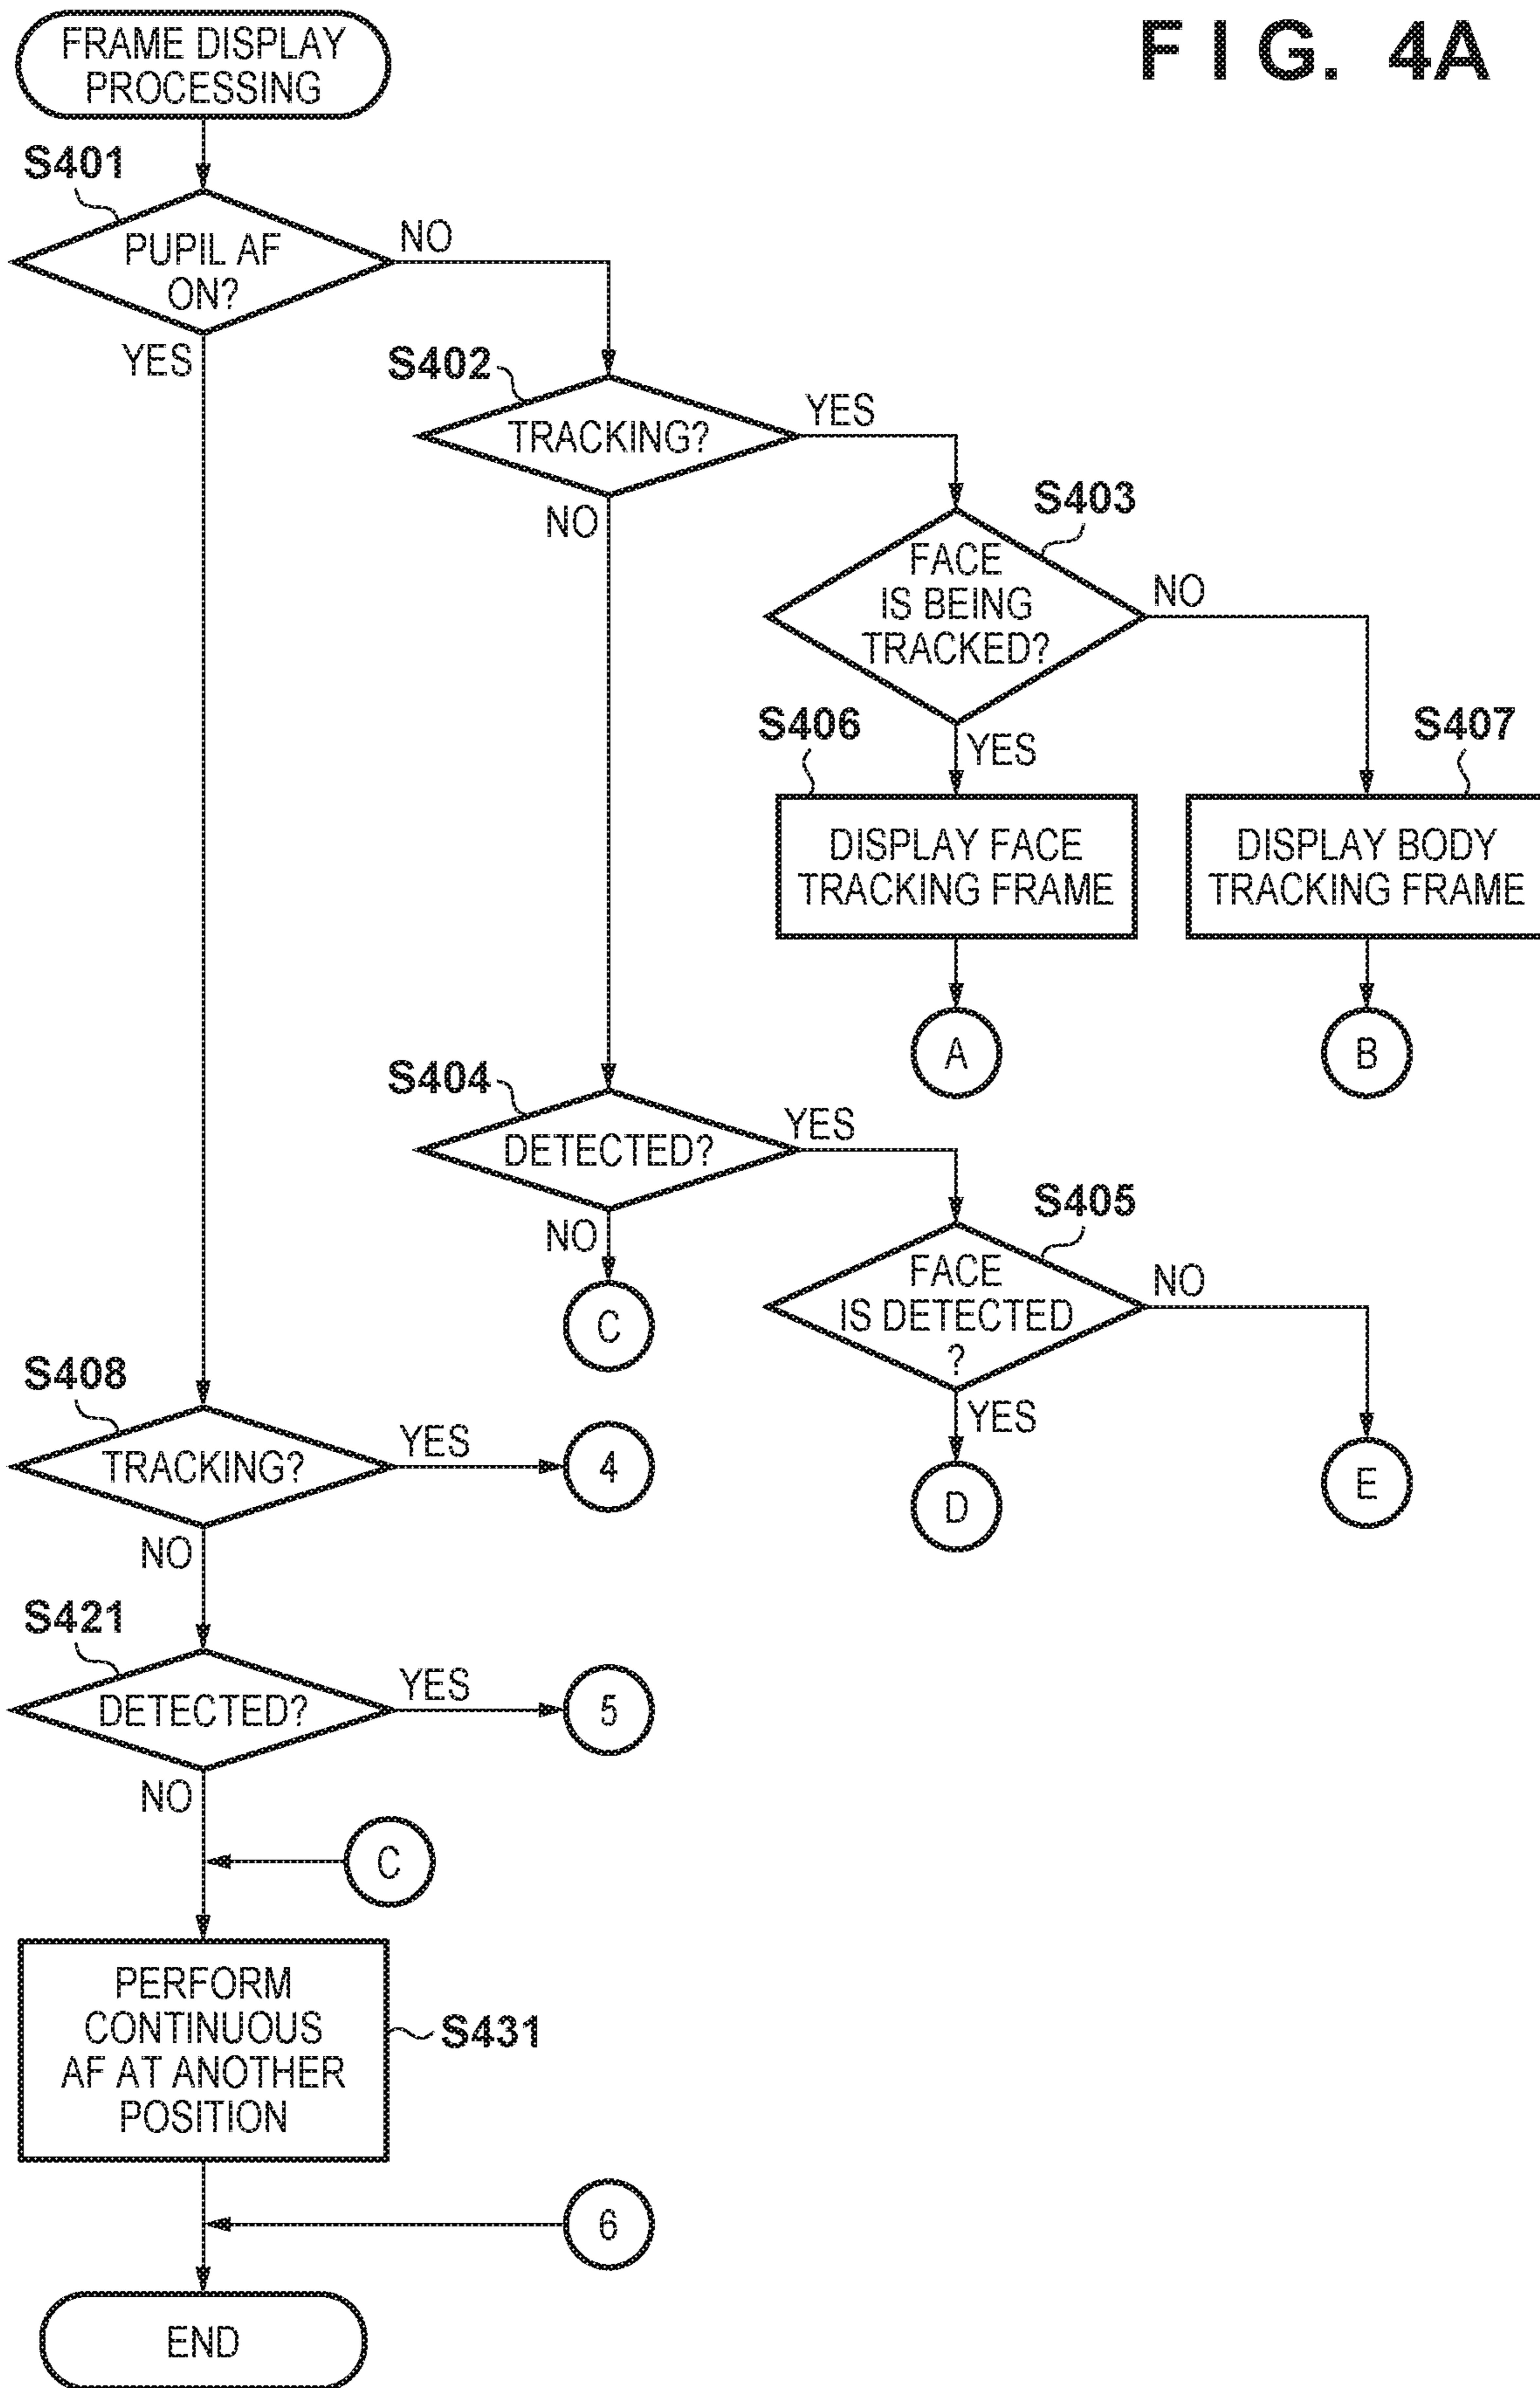 FIG. 4A
FRAME DISPLAY
PROCESSING
S401
PUPIL AF
ON?
NO
YES
S402
TRACKING?
YES
NO
S403
FACE
IS BEING
TRACKED?
NO
YES
S406
DISPLAY FACE
TRACKING FRAME
S407
DISPLAY BODY
TRACKING FRAME
A
B
S404
DETECTED?
YES
NO
C
S405
FACE
IS DETECTED
?
NO
YES
D
E
S408
TRACKING?
YES
4
NO
S421
DETECTED?
YES
5
NO
C
PERFORM
CONTINUOUS
AF AT ANOTHER
POSITION
S431
6
END